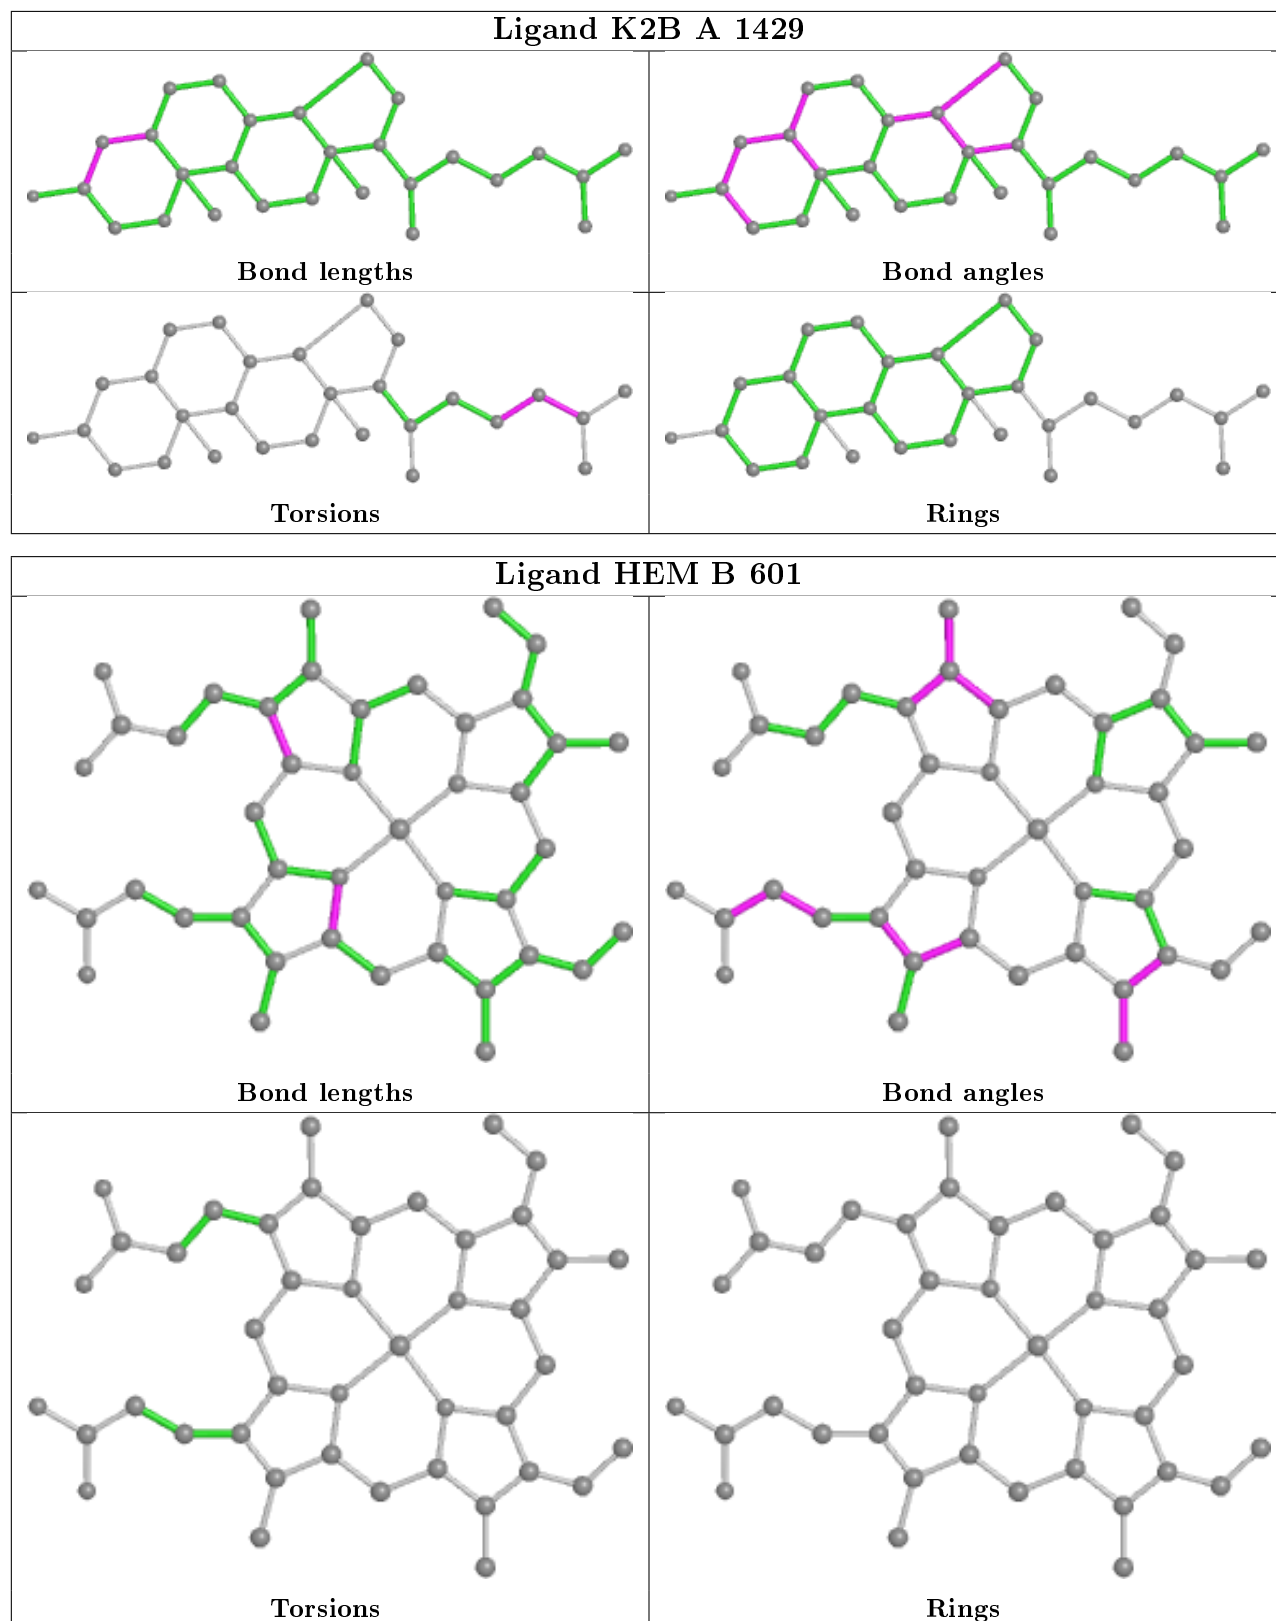 Ligand K2B A 1429
Bond lengths
Bond angles
Torsions
Rings
Ligand HEM B 601
Bond lengths
Bond angles
Torsions
Rings